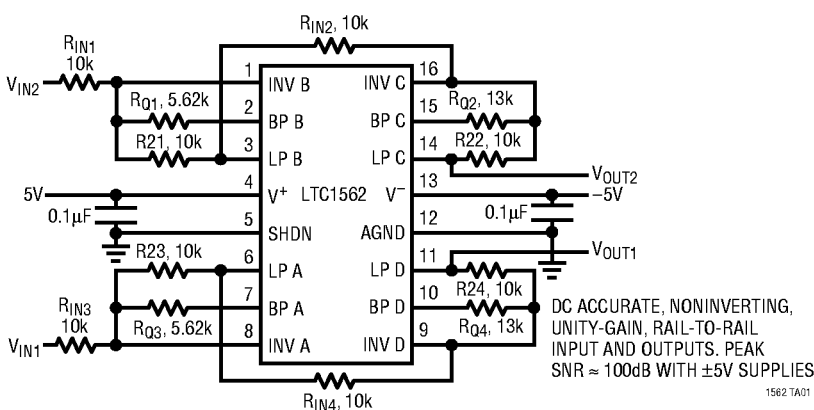 RIN2, 10k
RIN1
10k
VIN2
1
INV B
INV C
16
RQ1, 5.62k
2
BP B
BP C
15
RQ2, 13k
R21, 10k
3
LP B
LP C
14
R22, 10k
VOUT2
5V
4
V+
LTC1562
V−
13
−5V
0.1µF
5
SHDN
AGND
12
0.1µF
R23, 10k
6
LP A
LP D
11
VOUT1
R24, 10k
RIN3
10k
7
BP A
BP D
10
RQ3, 5.62k
RQ4, 13k
VIN1
8
INV A
INV D
9
RIN4, 10k
DC ACCURATE, NONINVERTING,
UNITY-GAIN, RAIL-TO-RAIL
INPUT AND OUTPUTS. PEAK
SNR ≈ 100dB WITH ±5V SUPPLIES
1562 TA01